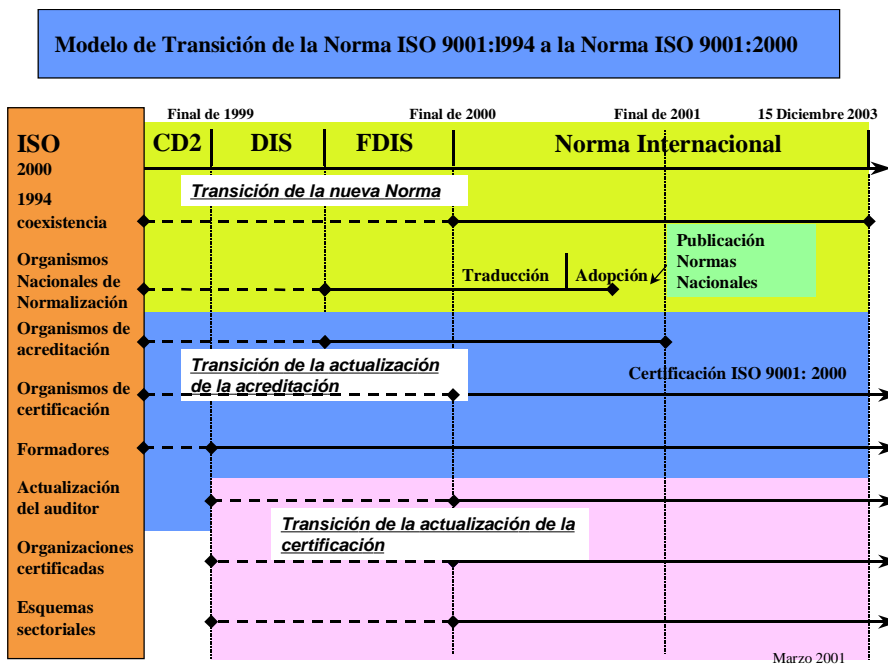 Modelo de Transición de la Norma ISO 9001:l994 a la Norma ISO 9001:2000
Final de 1999
Final de 2000
Final de 2001
15 Diciembre 2003
ISO
2000
CD2
DIS
FDIS
Norma Internacional
1994
coexistencia
Transición de la nueva Norma
Organismos
Nacionales de
Normalización
Traducción
Adopción
Publicación
Normas
Nacionales
Organismos de
acreditación
Transición de la actualización
de la acreditación
Organismos de
certificación
Certificación ISO 9001: 2000
Formadores
Actualización
del auditor
Transición de la actualización de la
certificación
Organizaciones
certificadas
Esquemas
sectoriales
Marzo 2001